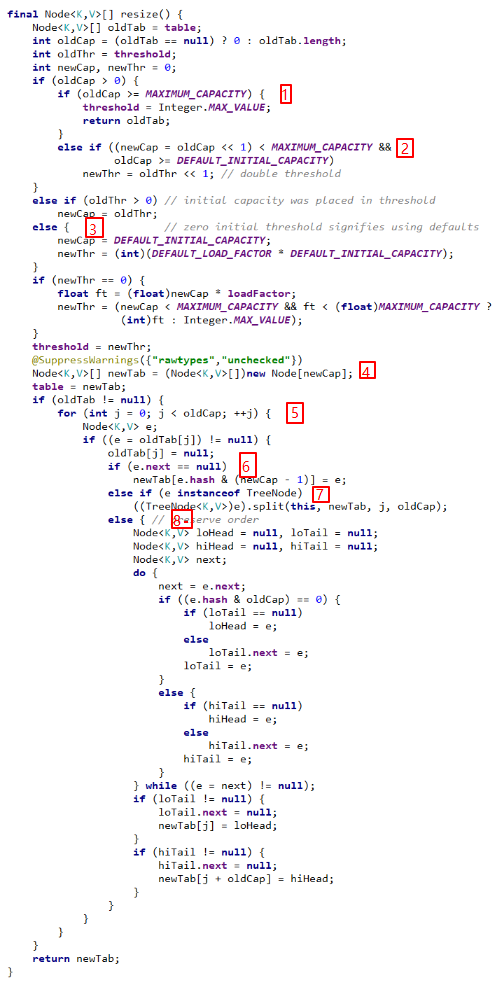 final Node<K,V>[] resize() {
    Node<K,V>[] oldTab = table;
    int oldCap = (oldTab == null) ? 0 : oldTab.length;
    int oldThr = threshold;
    int newCap, newThr = 0;
    if (oldCap > 0) {
        if (oldCap >= MAXIMUM_CAPACITY) { 1
            threshold = Integer.MAX_VALUE;
            return oldTab;
        }
        else if ((newCap = oldCap << 1) < MAXIMUM_CAPACITY && 2
                 oldCap >= DEFAULT_INITIAL_CAPACITY)
            newThr = oldThr << 1; // double threshold
    }
    else if (oldThr > 0) // initial capacity was placed in threshold
        newCap = oldThr;
    else { 3 // zero initial threshold signifies using defaults
        newCap = DEFAULT_INITIAL_CAPACITY;
        newThr = (int)(DEFAULT_LOAD_FACTOR * DEFAULT_INITIAL_CAPACITY);
    }
    if (newThr == 0) {
        float ft = (float)newCap * loadFactor;
        newThr = (newCap < MAXIMUM_CAPACITY && ft < (float)MAXIMUM_CAPACITY ?
                  (int)ft : Integer.MAX_VALUE);
    }
    threshold = newThr;
    @SuppressWarnings({"rawtypes","unchecked"})
    Node<K,V>[] newTab = (Node<K,V>[])new Node[newCap]; 4
    table = newTab;
    if (oldTab != null) {
        for (int j = 0; j < oldCap; ++j) { 5
            Node<K,V> e;
            if ((e = oldTab[j]) != null) {
                oldTab[j] = null;
                if (e.next == null) 6
                    newTab[e.hash & (newCap - 1)] = e;
                else if (e instanceof TreeNode) 7
                    ((TreeNode<K,V>)e).split(this, newTab, j, oldCap);
                else { // 8 serve order
                    Node<K,V> loHead = null, loTail = null;
                    Node<K,V> hiHead = null, hiTail = null;
                    Node<K,V> next;
                    do {
                        next = e.next;
                        if ((e.hash & oldCap) == 0) {
                            if (loTail == null)
                                loHead = e;
                            else
                                loTail.next = e;
                            loTail = e;
                        }
                        else {
                            if (hiTail == null)
                                hiHead = e;
                            else
                                hiTail.next = e;
                            hiTail = e;
                        }
                    } while ((e = next) != null);
                    if (loTail != null) {
                        loTail.next = null;
                        newTab[j] = loHead;
                    }
                    if (hiTail != null) {
                        hiTail.next = null;
                        newTab[j + oldCap] = hiHead;
                    }
                }
            }
        }
    }
    return newTab;
}